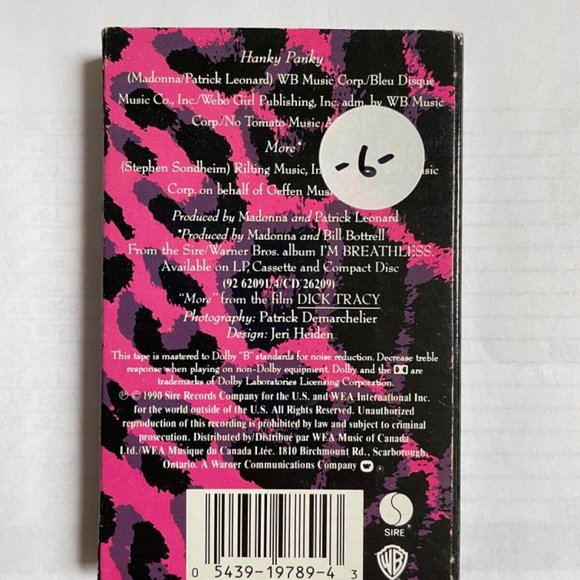 Hanky Panky
(Madonna/Patrick Leonard) WB Music Corp./Bleu Disque
Music Co., Inc./Webo Girl Publishing, Inc. adm. by WB Music
Corp./No Tomato Music
-6-
More*
(Stephen Sondheim) Rilting Music, Music
Corp. on behalf of Geffen
Produced by Madonna and Patrick Leonard
*Produced by Madonna and Bill Bottrell
From the Sire/Warner Bros. album I'M BREATHLESS.
Available on LP, Cassette and Compact Disc
(92 62091/4/CD 26209)
"More" from the film DICK TRACY
Photography: Patrick Demarchelier
Design: Jeri Heiden
This tape is mastered to Dolby "B" standards for noise reduction. Decrease treble
response when playing on non-Dolby equipment. Dolby and the are
trademarks of Dolby Laboratories Licensing Corporation.
℗ © 1990 Sire Records Company for the U.S. and WEA International Inc.
for the world outside of the U.S. All Rights Reserved. Unauthorized
reproduction of this recording is prohibited by law and subject to criminal
prosecution. Distributed by/Distribué par WEA Music of Canada
Ltd./WEA Musique du Canada Ltée. 1810 Birchmount Rd., Scarborough,
Ontario. A Warner Communications Company ®
S
SIRE
WB
0 5439-19789-4 3